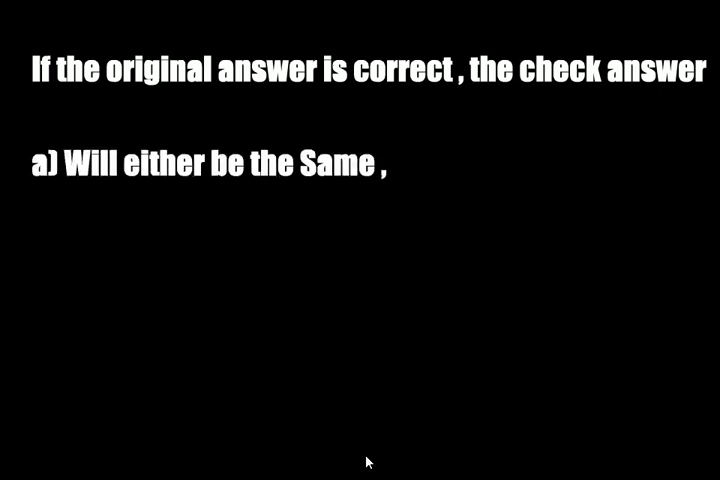 If the original answer is correct , the check answer
a) Will either be the Same ,